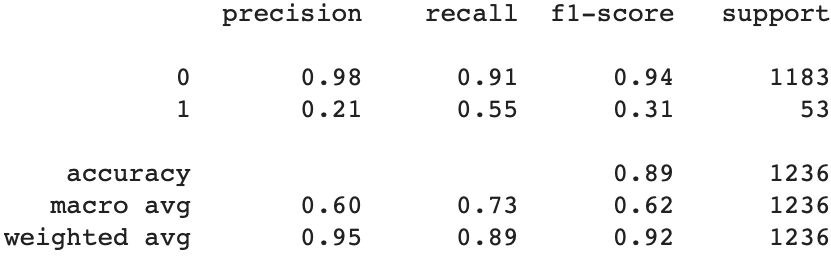 precision recall f1-score support
0 0.98 0.91 0.94 1183
1 0.21 0.55 0.31 53
accuracy 0.89 1236
macro avg 0.60 0.73 0.62 1236
weighted avg 0.95 0.89 0.92 1236